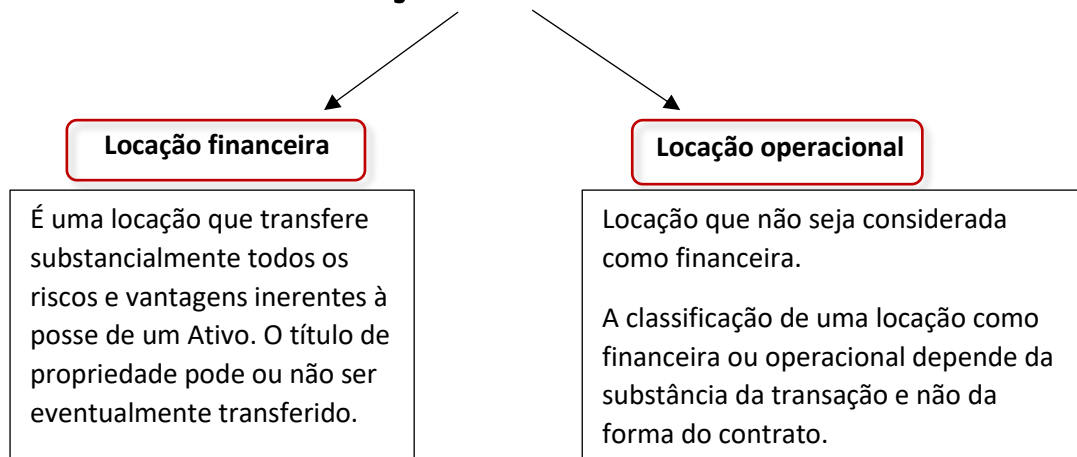 Locação financeira
Locação operacional
É uma locação que transfere
substancialmente todos os
riscos e vantagens inerentes à
posse de um Ativo. O título de
propriedade pode ou não ser
eventualmente transferido.
Locação que não seja considerada
como financeira.
A classificação de uma locação como
financeira ou operacional depende da
substância da transação e não da
forma do contrato.